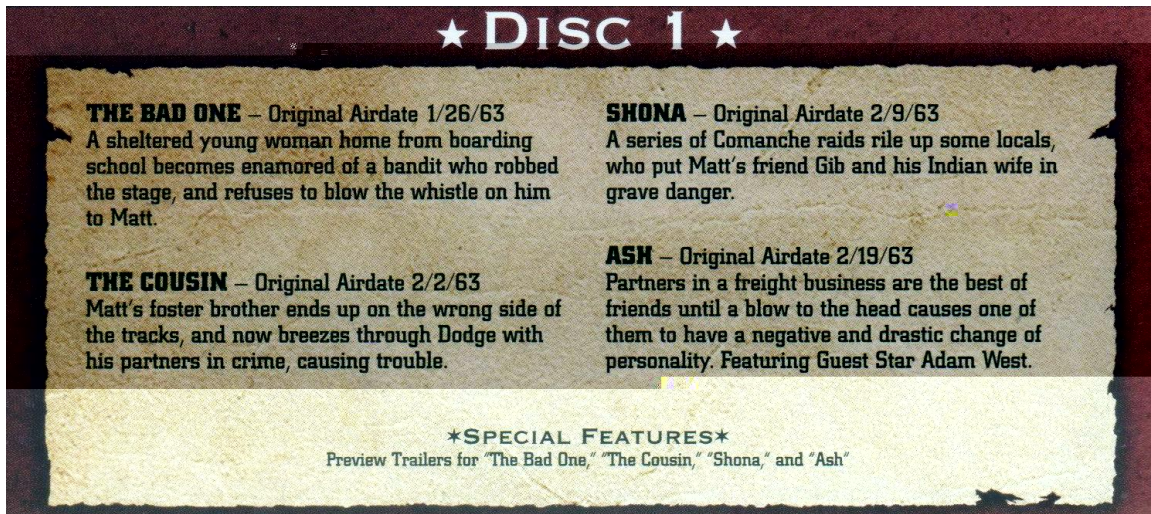 ★ DISC 1 ★
THE BAD ONE – Original Airdate 1/26/63
A sheltered young woman home from boarding
school becomes enamored of a bandit who robbed
the stage, and refuses to blow the whistle on him
to Matt.
THE COUSIN – Original Airdate 2/2/63
Matt's foster brother ends up on the wrong side of
the tracks, and now breezes through Dodge with
his partners in crime, causing trouble.
SHONA – Original Airdate 2/9/63
A series of Comanche raids rile up some locals,
who put Matt's friend Gib and his Indian wife in
grave danger.
ASH – Original Airdate 2/19/63
Partners in a freight business are the best of
friends until a blow to the head causes one of
them to have a negative and drastic change of
personality. Featuring Guest Star Adam West.
✶SPECIAL FEATURES✶
Preview Trailers for "The Bad One," "The Cousin," "Shona," and "Ash"